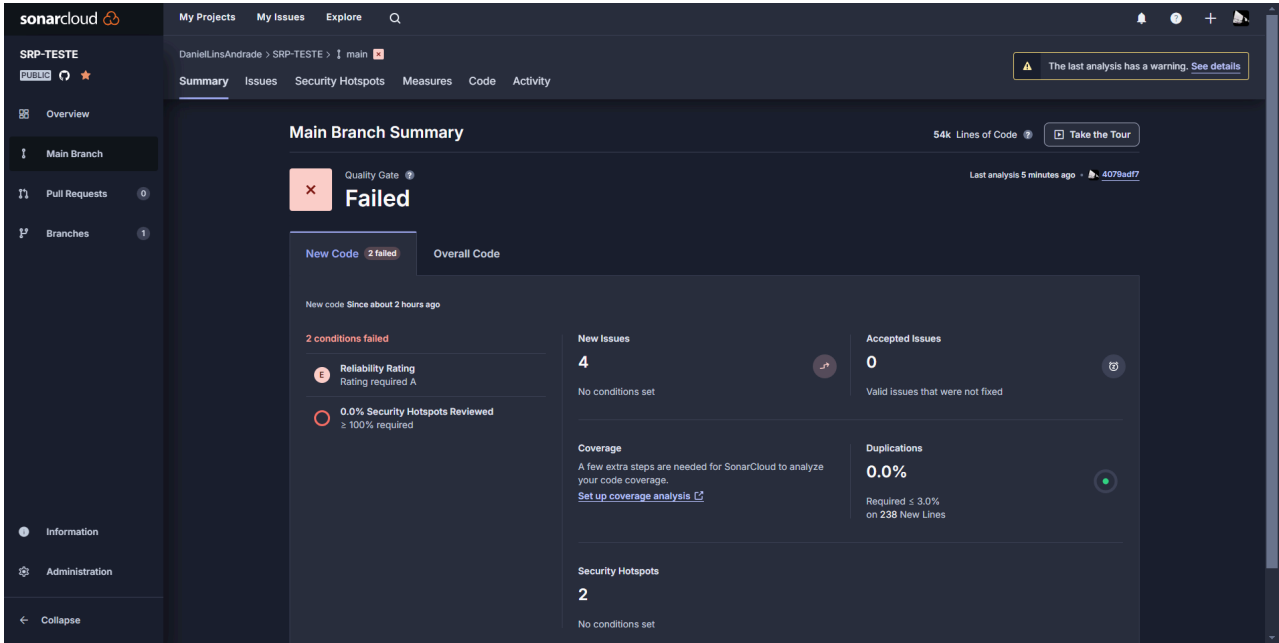 sonarcloud
My Projects My Issues Explore
SRP-TESTE
PUBLIC
DanielLinsAndrade > SRP-TESTE > main
Summary Issues Security Hotspots Measures Code Activity
The last analysis has a warning. See details
Overview
Main Branch
Pull Requests 0
Branches 1
Information
Administration
Collapse
Main Branch Summary
54k Lines of Code
Take the Tour
Quality Gate
Failed
Last analysis 5 minutes ago • 4079adf7
New Code 2 failed
Overall Code
New code Since about 2 hours ago
2 conditions failed
E
Reliability Rating
Rating required A
0.0% Security Hotspots Reviewed
≥ 100% required
New Issues
4
No conditions set
Accepted Issues
0
Valid issues that were not fixed
Coverage
A few extra steps are needed for SonarCloud to analyze
your code coverage.
Set up coverage analysis
Duplications
0.0%
Required ≤ 3.0%
on 238 New Lines
Security Hotspots
2
No conditions set